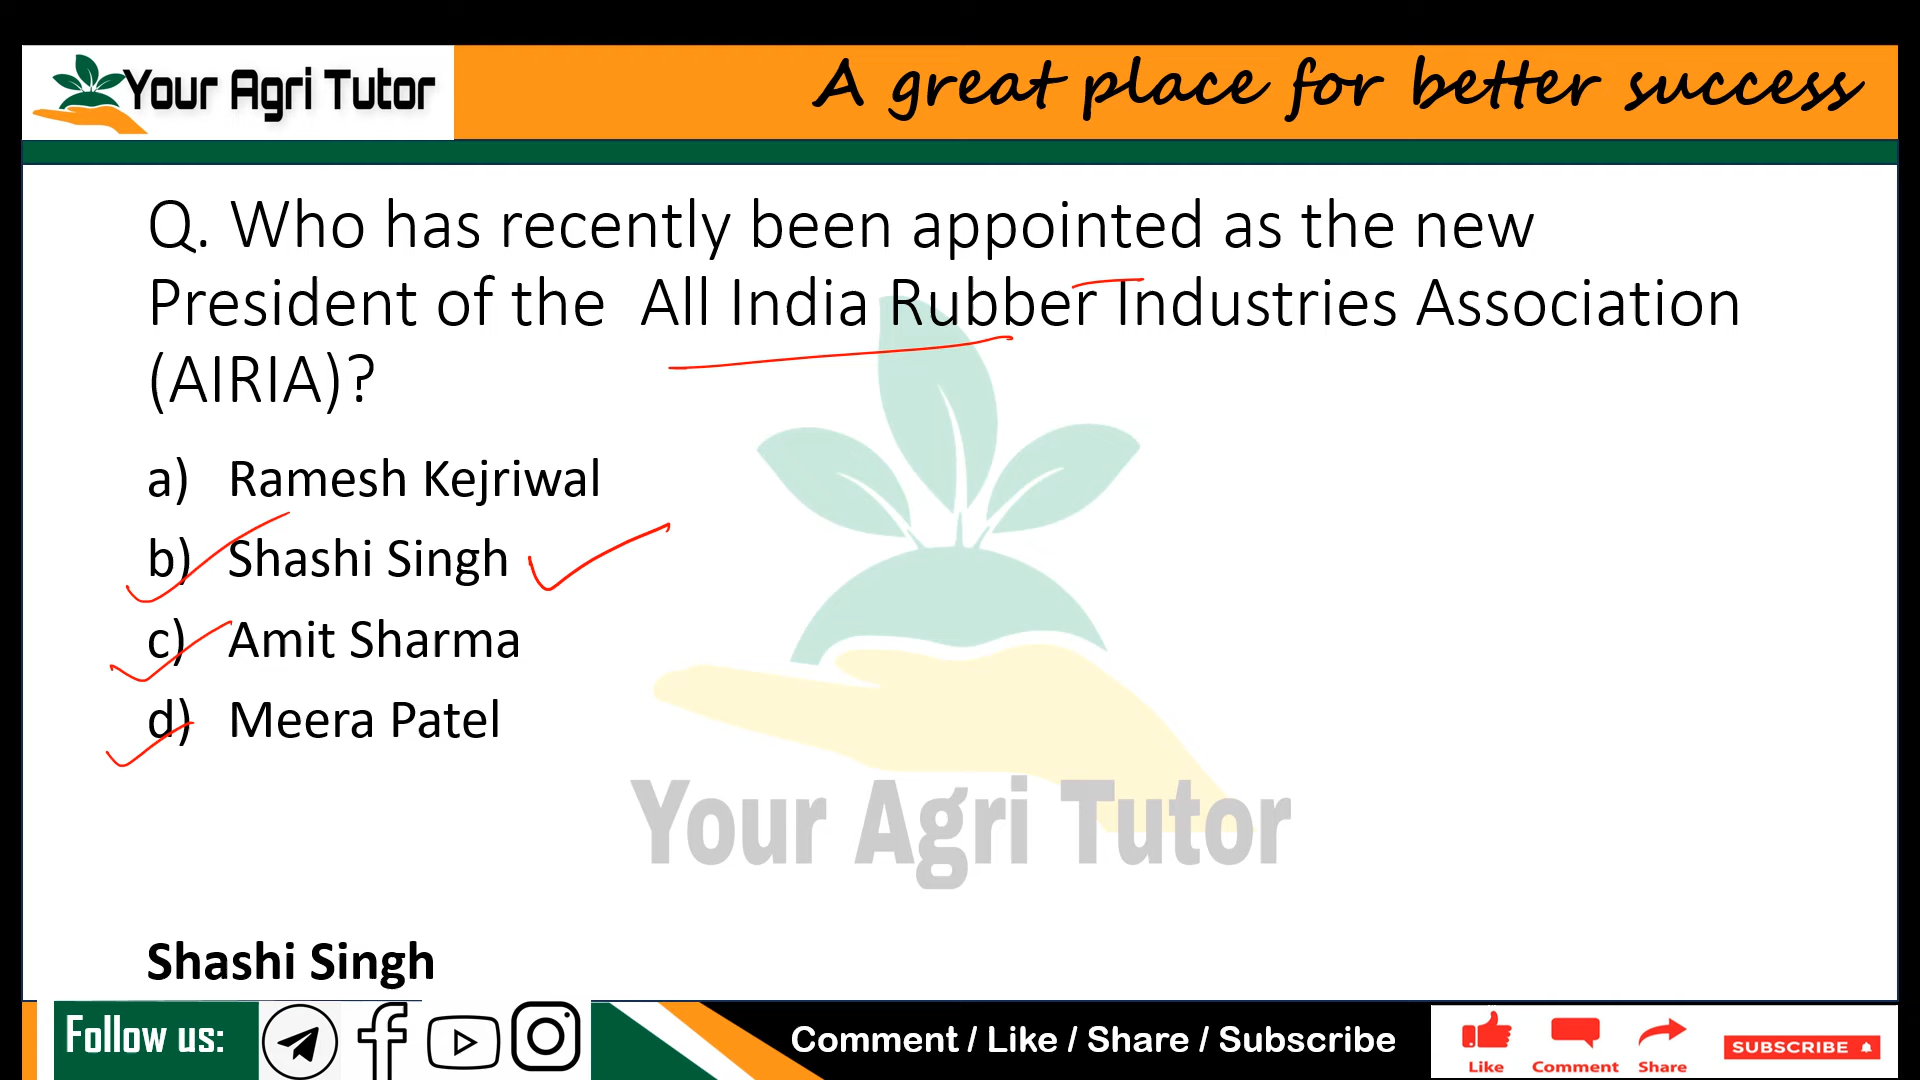 Your Agri Tutor
A great place for better success
Q. Who has recently been appointed as the new
President of the All India Rubber Industries Association
(AIRIA)?
a) Ramesh Kejriwal
b) Shashi Singh
c) Amit Sharma
d) Meera Patel
Your Agri Tutor
Shashi Singh
Follow us:
Comment / Like / Share / Subscribe
Like Comment Share
SUBSCRIBE